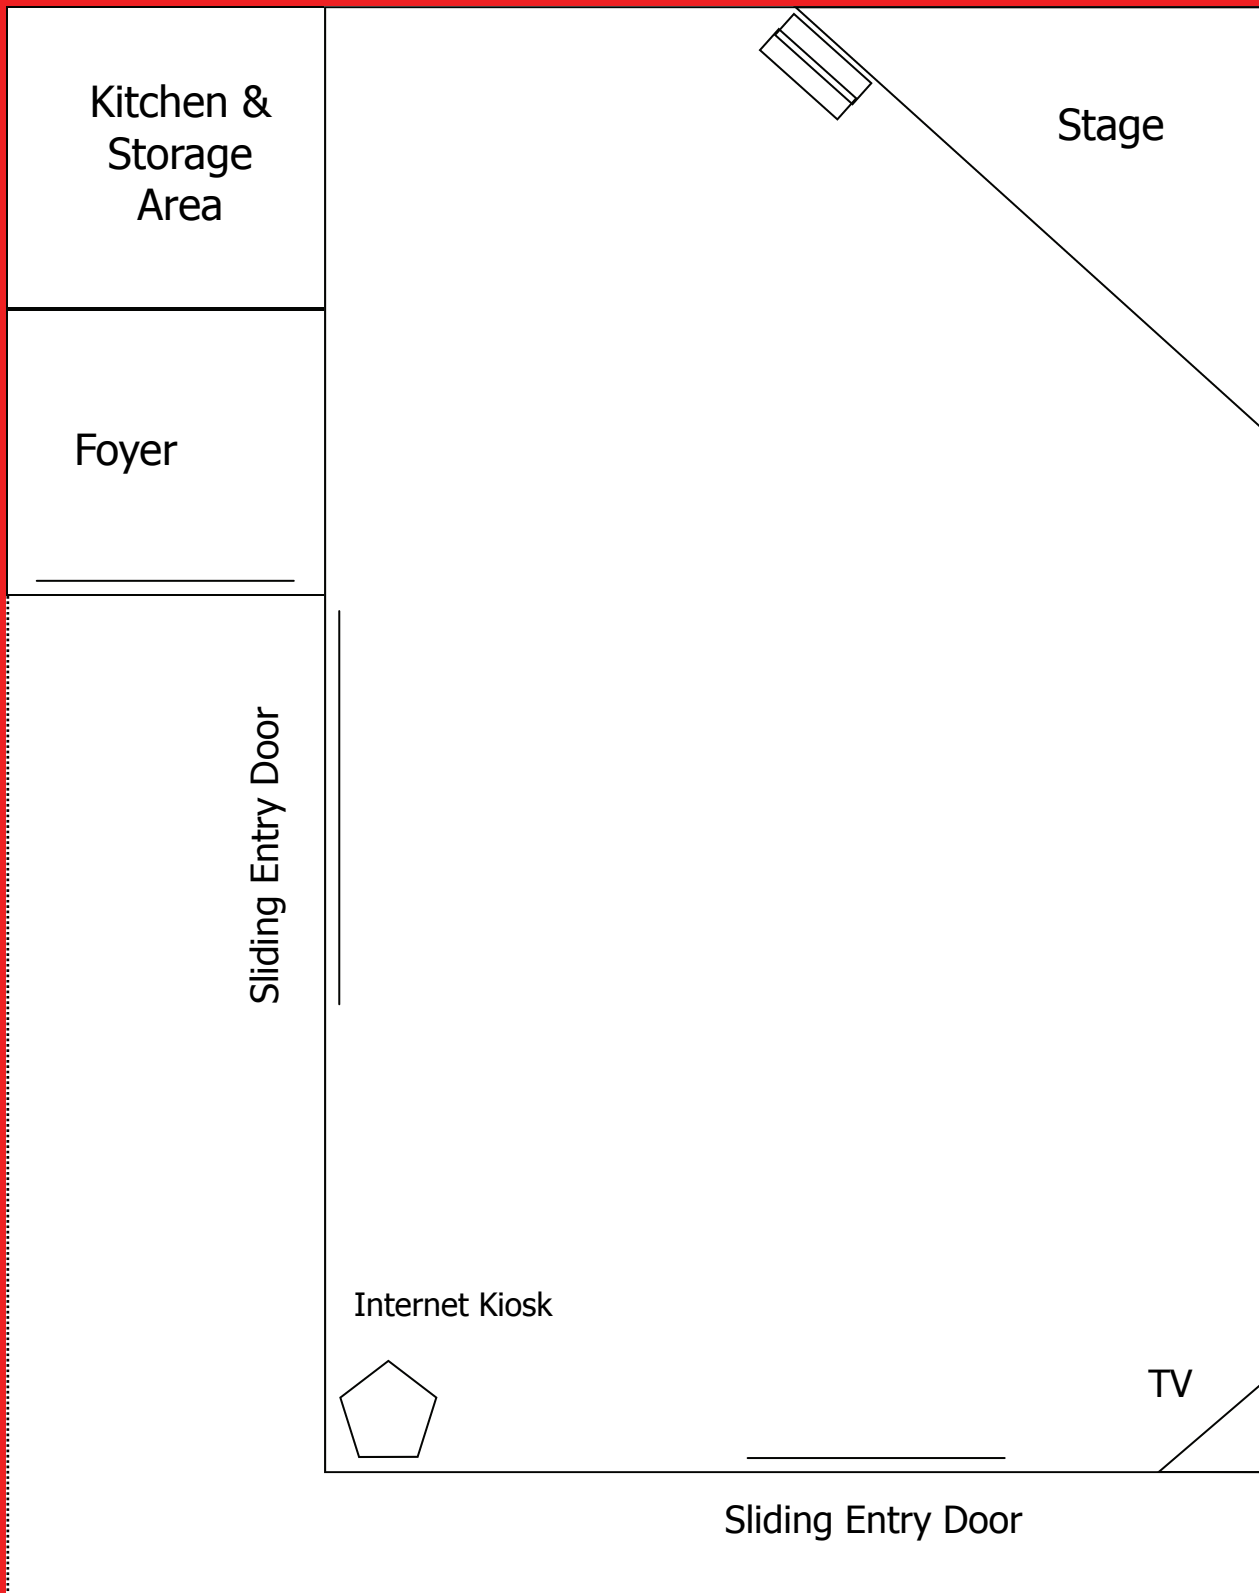 Kitchen &
Storage
Area
Stage
Foyer
Sliding Entry Door
Internet Kiosk
TV
Sliding Entry Door